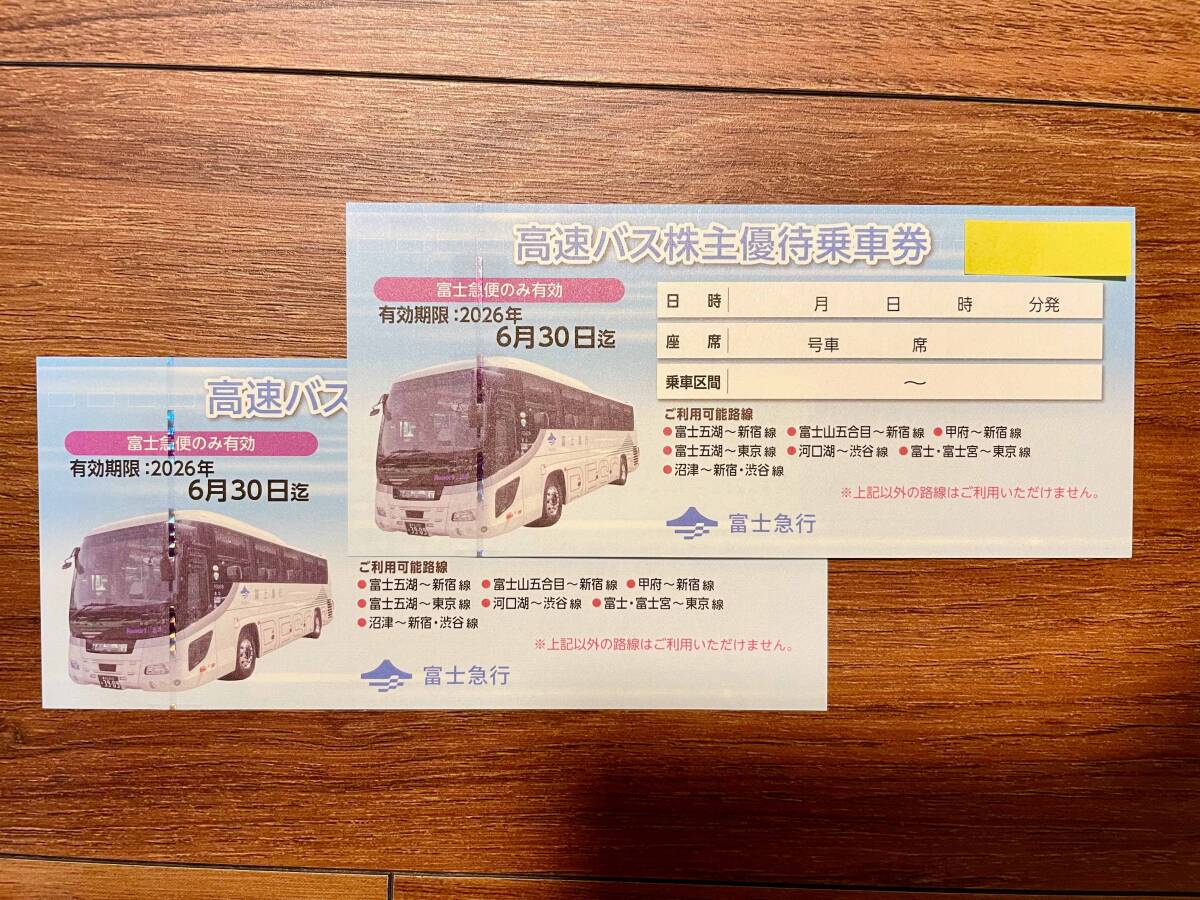 高速バス株主優待乗車券
富士急便のみ有効
有効期限：2026年
6月30日迄
日 時 月 日 時 分発
座 席 号車 席
乗車区間 〜
ご利用可能路線
●富士五湖〜新宿線 ●富士山五合目〜新宿線 ●甲府〜新宿線
●富士五湖〜東京線 ●河口湖〜渋谷線 ●富士・富士宮〜東京線
●沼津〜新宿・渋谷線
※上記以外の路線はご利用いただけません。
富士急行
富士急行
3909
高速バス
富士急便のみ有効
有効期限：2026年
6月30日迄
ご利用可能路線
●富士五湖〜新宿線 ●富士山五合目〜新宿線 ●甲府〜新宿線
●富士五湖〜東京線 ●河口湖〜渋谷線 ●富士・富士宮〜東京線
●沼津〜新宿・渋谷線
※上記以外の路線はご利用いただけません。
富士急行
富士急行
3909